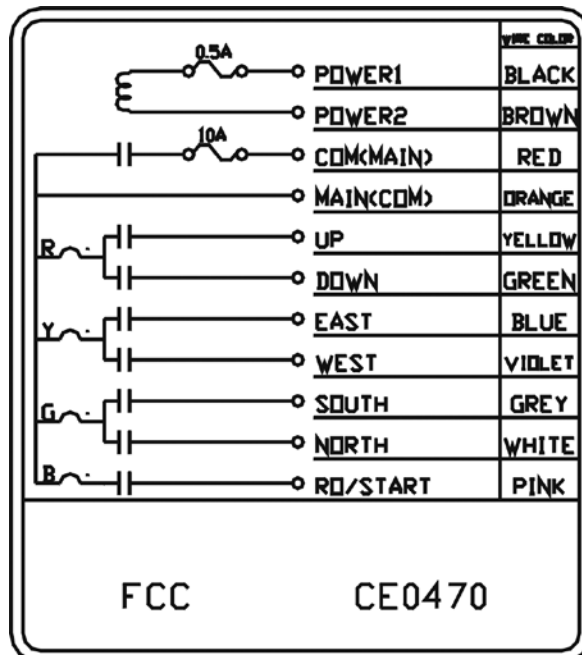 WIRE COLOR
0.5A
POWER1 BLACK
POWER2 BROWN
10A
COM(MAIN) RED
MAIN(COM) ORANGE
UP YELLOW
R
DOWN GREEN
EAST BLUE
Y
WEST VIOLET
SOUTH GREY
G
NORTH WHITE
B
RO/START PINK
FCC CE0470